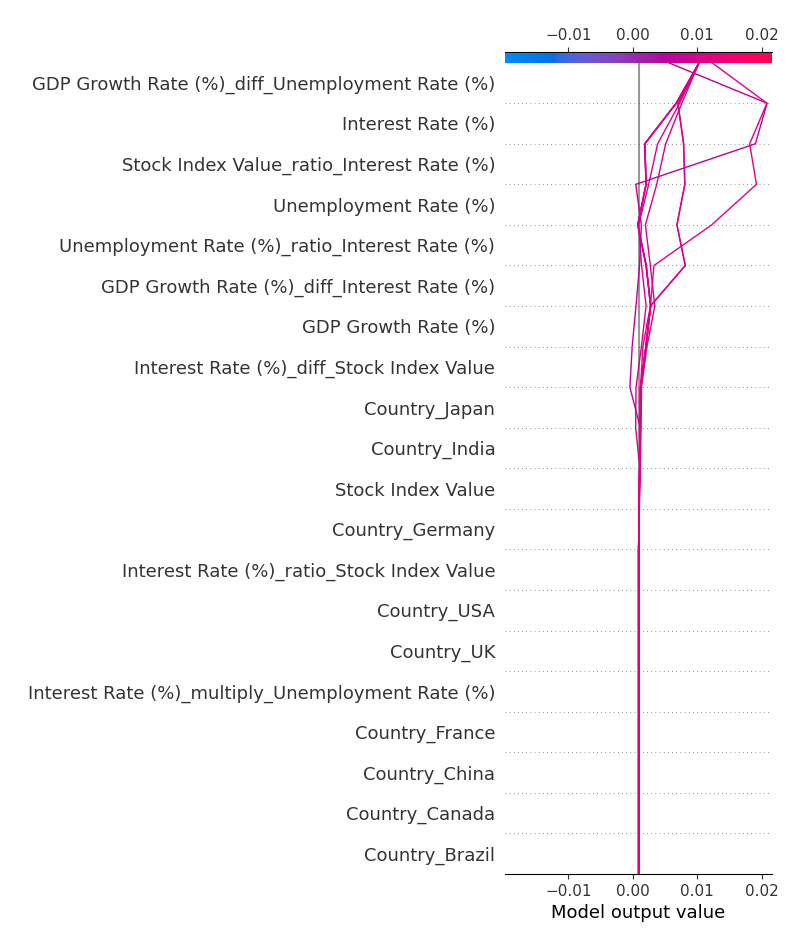 −0.01 0.00 0.01 0.02
GDP Growth Rate (%)_diff_Unemployment Rate (%)
Interest Rate (%)
Stock Index Value_ratio_Interest Rate (%)
Unemployment Rate (%)
Unemployment Rate (%)_ratio_Interest Rate (%)
GDP Growth Rate (%)_diff_Interest Rate (%)
GDP Growth Rate (%)
Interest Rate (%)_diff_Stock Index Value
Country_Japan
Country_India
Stock Index Value
Country_Germany
Interest Rate (%)_ratio_Stock Index Value
Country_USA
Country_UK
Interest Rate (%)_multiply_Unemployment Rate (%)
Country_France
Country_China
Country_Canada
Country_Brazil
−0.01 0.00 0.01 0.02
Model output value